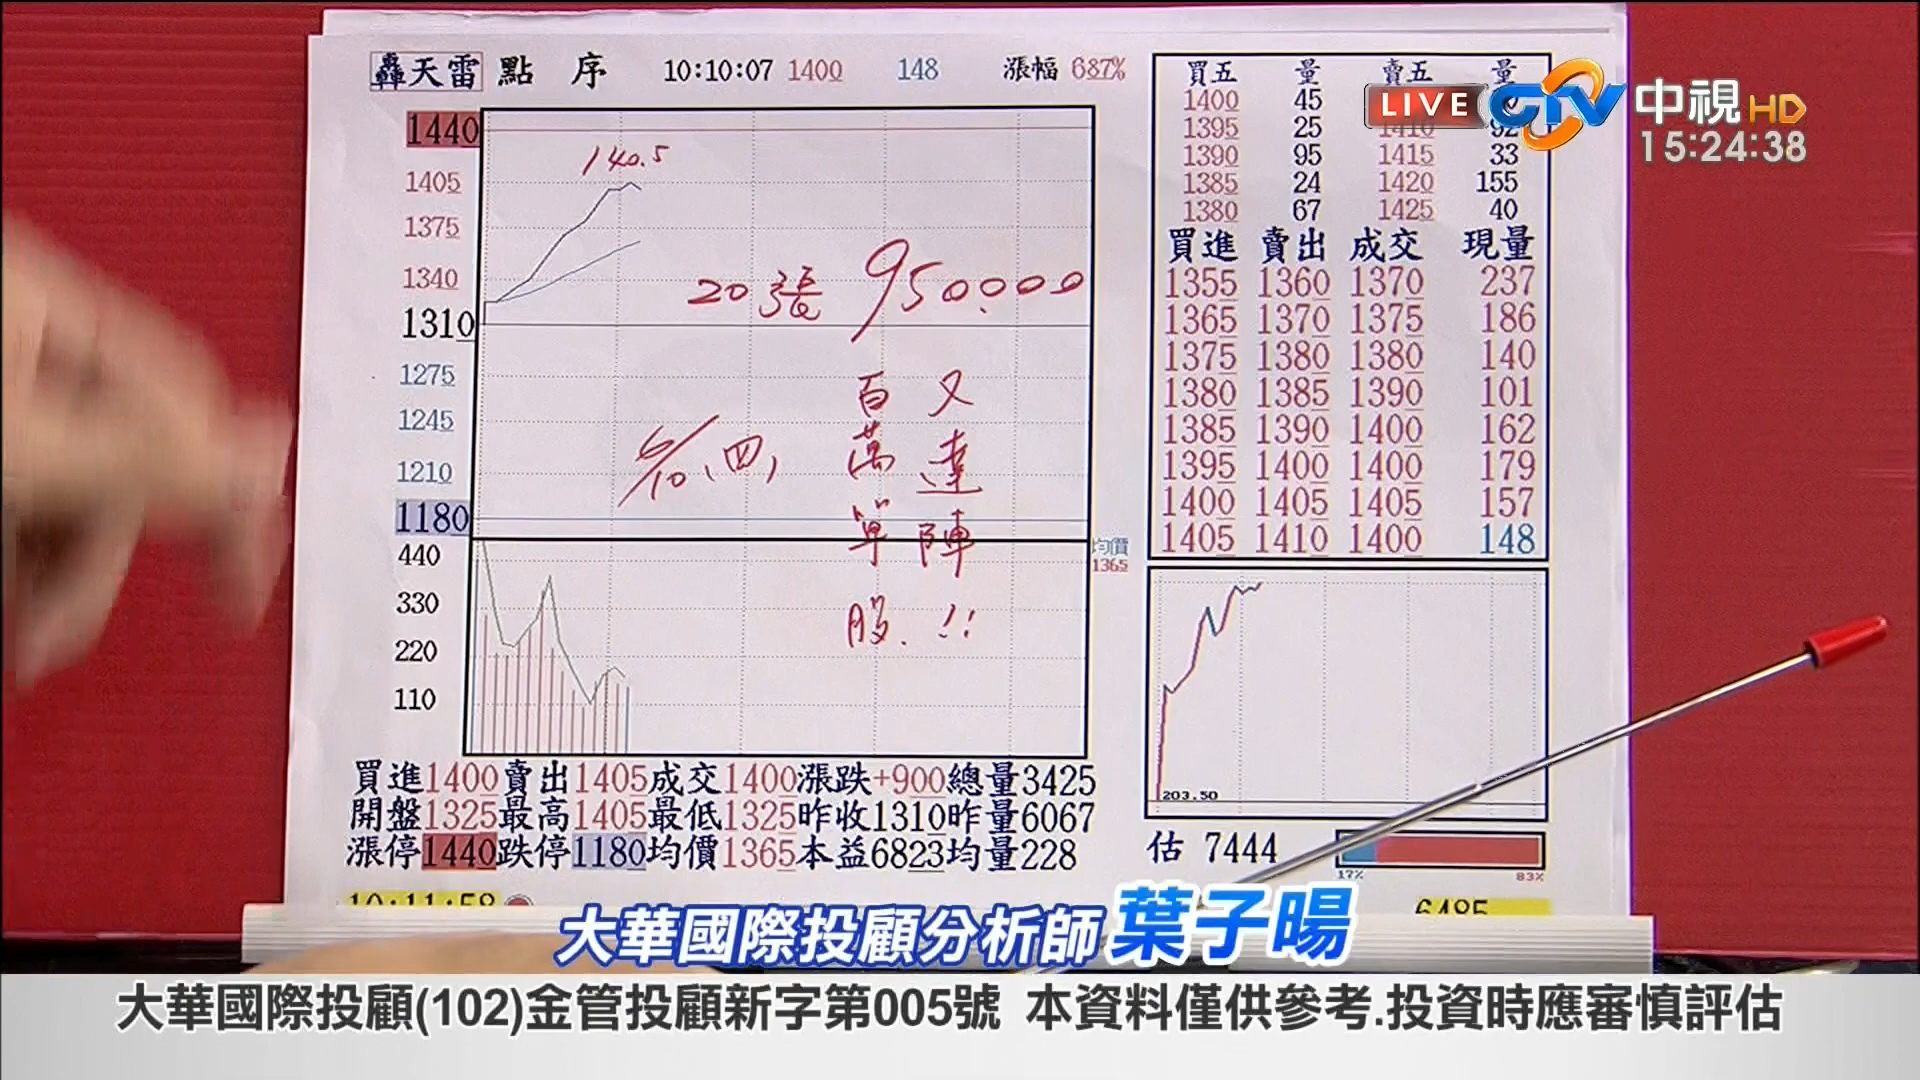 轟天雷 點 序 10:10:07 1400 148 漲幅 6.87%
1440
1405
1375
1340
1310
1275
1245
1210
1180
440
330
220
110
140.5
20張 950.000
6/10、四,
又達陣!!
百萬單股.
均價
1365
買五 量 賣五 量
1400 45
1395 25 1410 92
1390 95 1415 33
1385 24 1420 155
1380 67 1425 40
買進 賣出 成交 現量
1355 1360 1370 237
1365 1370 1375 186
1375 1380 1380 140
1380 1385 1390 101
1385 1390 1400 162
1395 1400 1400 179
1400 1405 1405 157
1405 1410 1400 148
203.50
估 7444
17% 83%
買進1400賣出1405成交1400漲跌+900總量3425
開盤1325最高1405最低1325昨收1310昨量6067
漲停1440跌停1180均價1365本益6823均量228
10:11:58
6485
LIVE CTV 中視 HD
15:24:38
大華國際投顧分析師 葉子暘
大華國際投顧(102)金管投顧新字第005號 本資料僅供參考.投資時應審慎評估